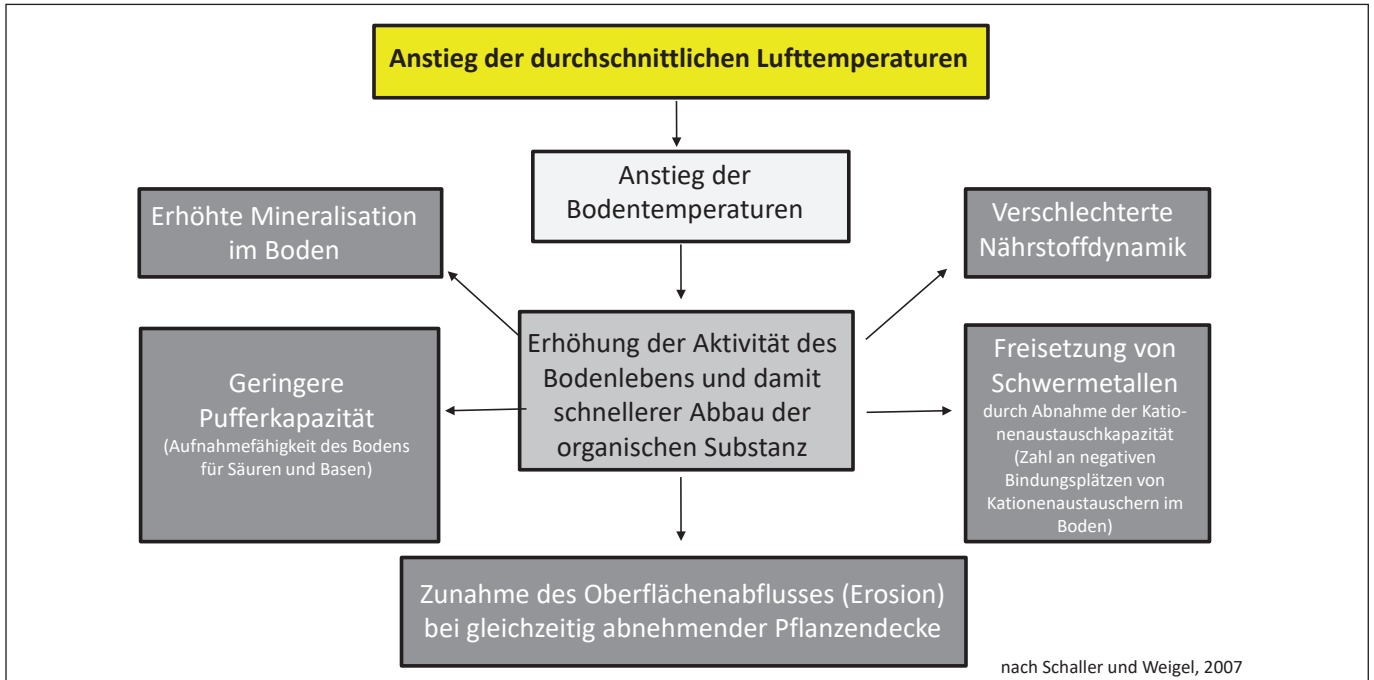 Anstieg der durchschnittlichen Lufttemperaturen
Anstieg der
Bodentemperaturen
Erhöhte Mineralisation
im Boden
Verschlechterte
Nährstoffdynamik
Geringere
Pufferkapazität
(Aufnahmefähigkeit des Bodens
für Säuren und Basen)
Erhöhung der Aktivität des
Bodenlebens und damit
schnellerer Abbau der
organischen Substanz
Freisetzung von
Schwermetallen
durch Abnahme der Katio-
nenaustauschkapazität
(Zahl an negativen
Bindungsplätzen von
Kationenaustauschern im
Boden)
Zunahme des Oberflächenabflusses (Erosion)
bei gleichzeitig abnehmender Pflanzendecke
nach Schaller und Weigel, 2007